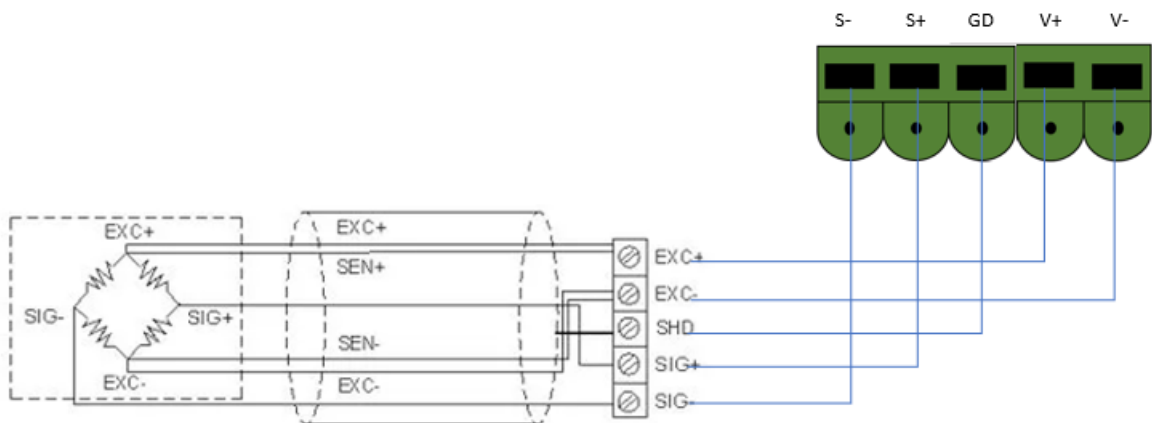 S- S+ GD V+ V-
EXC+
EXC+
SEN+
EXC+
EXC-
SIG-
SIG+
SHD
SEN-
SIG+
EXC-
EXC-
SIG-